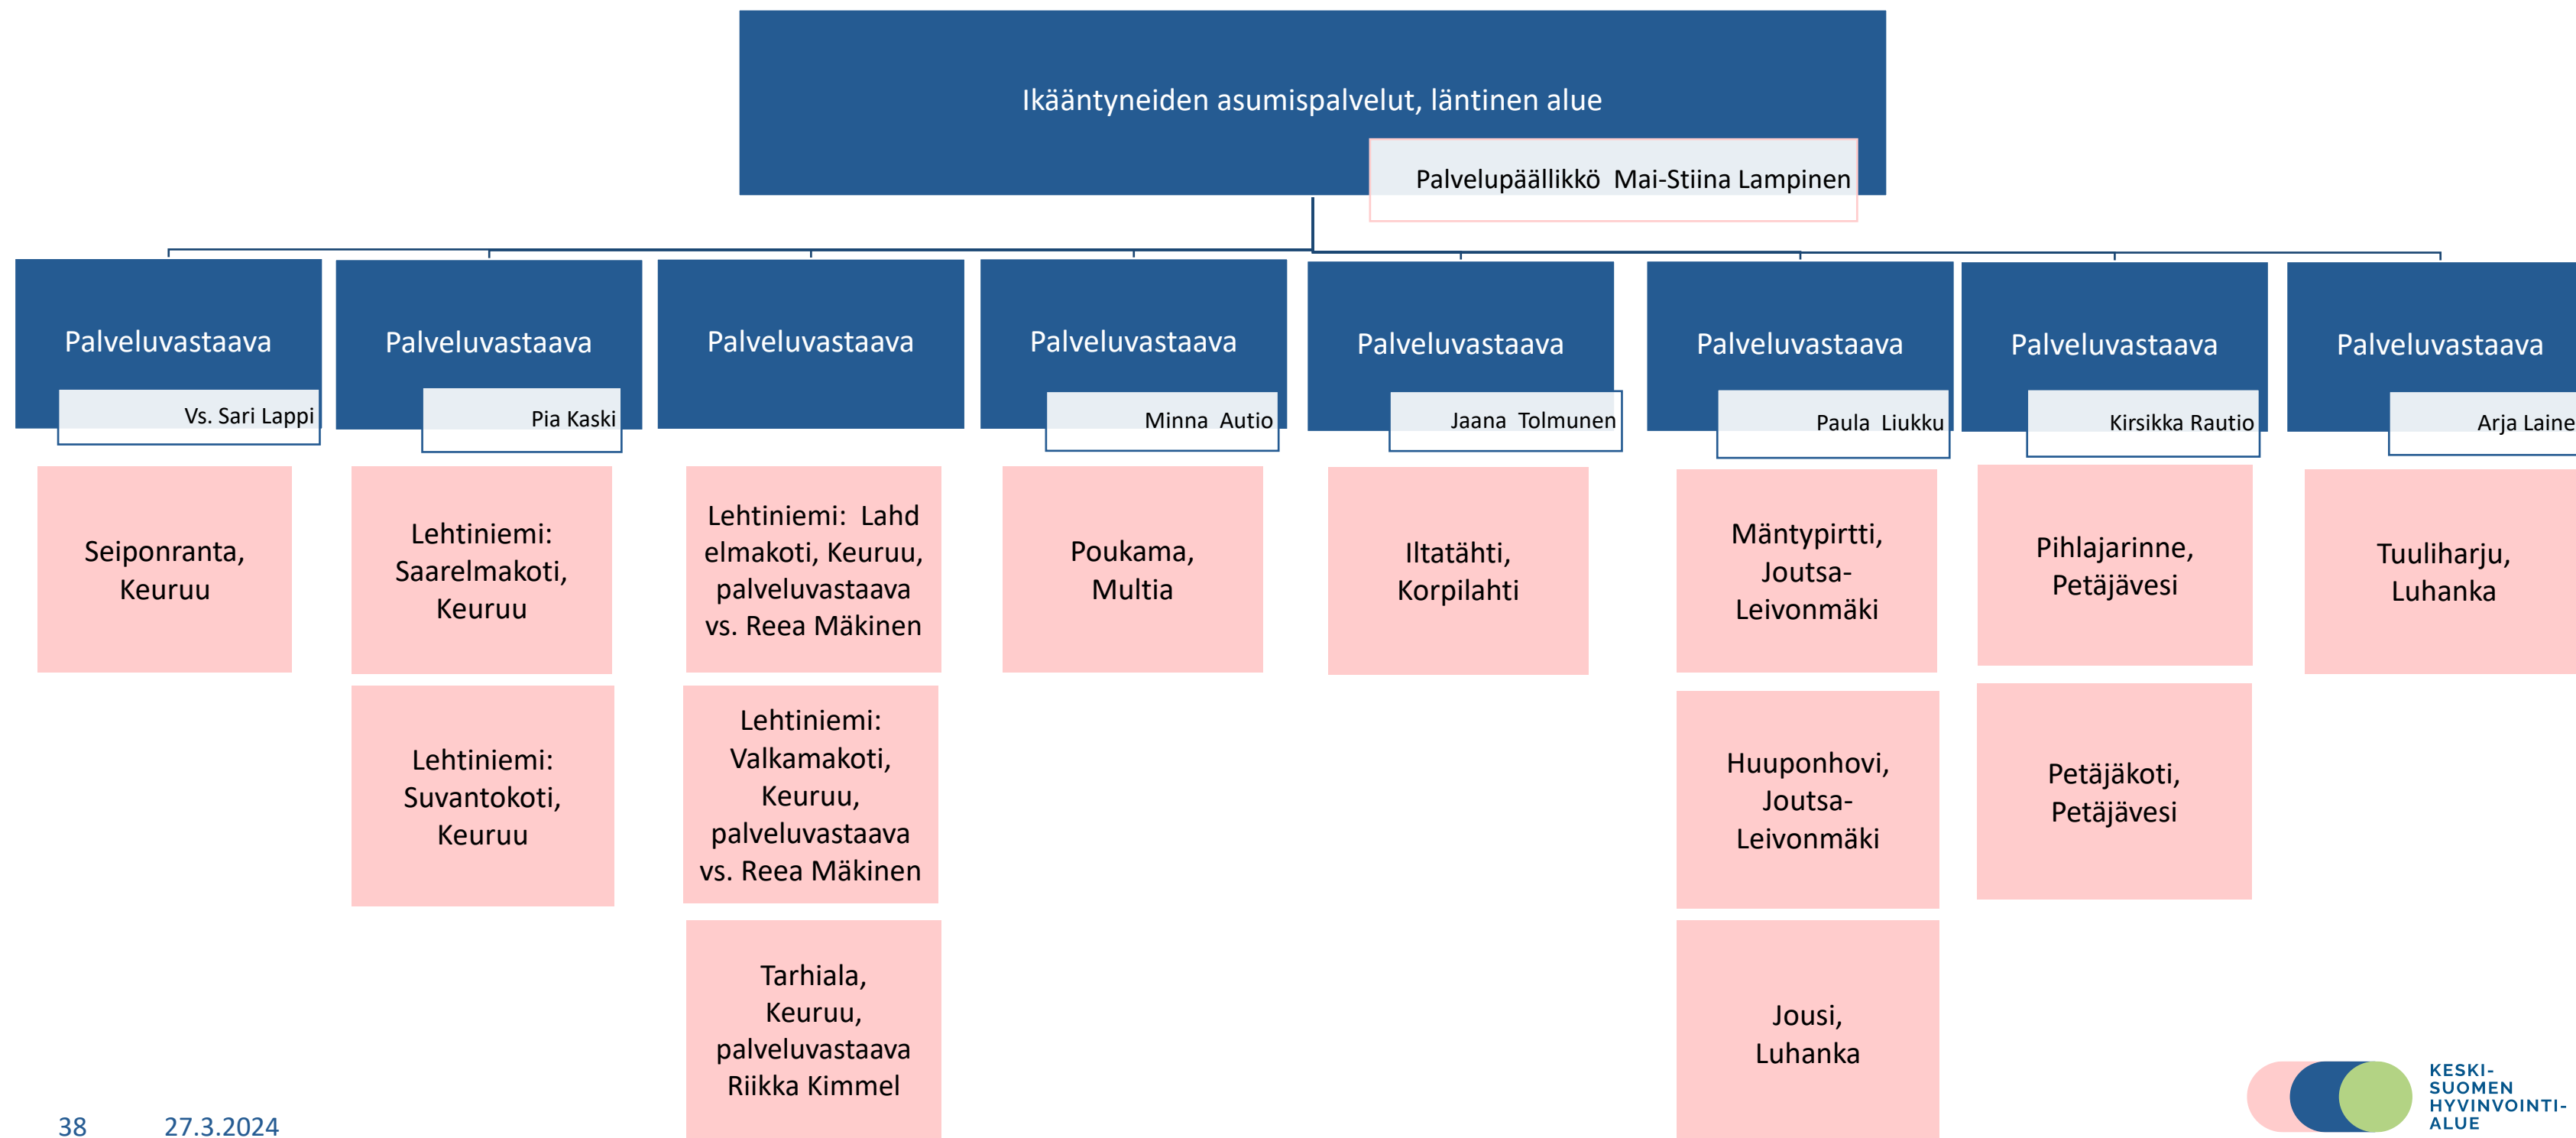 Ikääntyneiden asumispalvelut, läntinen alue
Palvelupäällikkö Mai-Stiina Lampinen
Palveluvastaava
Vs. Sari Lappi
Seiponranta,
Keuruu
Palveluvastaava
Pia Kaski
Lehtiniemi:
Saarelmakoti,
Keuruu
Lehtiniemi:
Suvantokoti,
Keuruu
Palveluvastaava
Lehtiniemi: Lahd
elmakoti, Keuruu,
palveluvastaava
vs. Reea Mäkinen
Lehtiniemi:
Valkamakoti,
Keuruu,
palveluvastaava
vs. Reea Mäkinen
Tarhiala,
Keuruu,
palveluvastaava
Riikka Kimmel
Palveluvastaava
Minna Autio
Poukama,
Multia
Palveluvastaava
Jaana Tolmunen
Iltatähti,
Korpilahti
Palveluvastaava
Paula Liukku
Mäntypirtti,
Joutsa-
Leivonmäki
Huuponhovi,
Joutsa-
Leivonmäki
Jousi,
Luhanka
Palveluvastaava
Kirsikka Rautio
Pihlajarinne,
Petäjävesi
Petäjäkoti,
Petäjävesi
Palveluvastaava
Arja Laine
Tuuliharju,
Luhanka
38 27.3.2024
KESKI-
SUOMEN
HYVINVOINTI-
ALUE